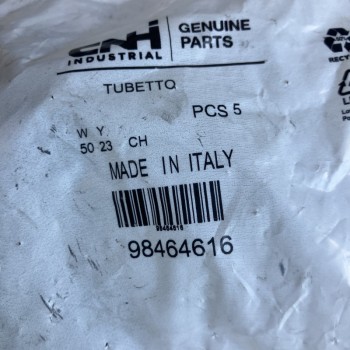 CNH
INDUSTRIAL
GENUINE
PARTS
TUBETTO
PCS 5
W Y
50 23 CH
MADE IN ITALY
98464616
98464616